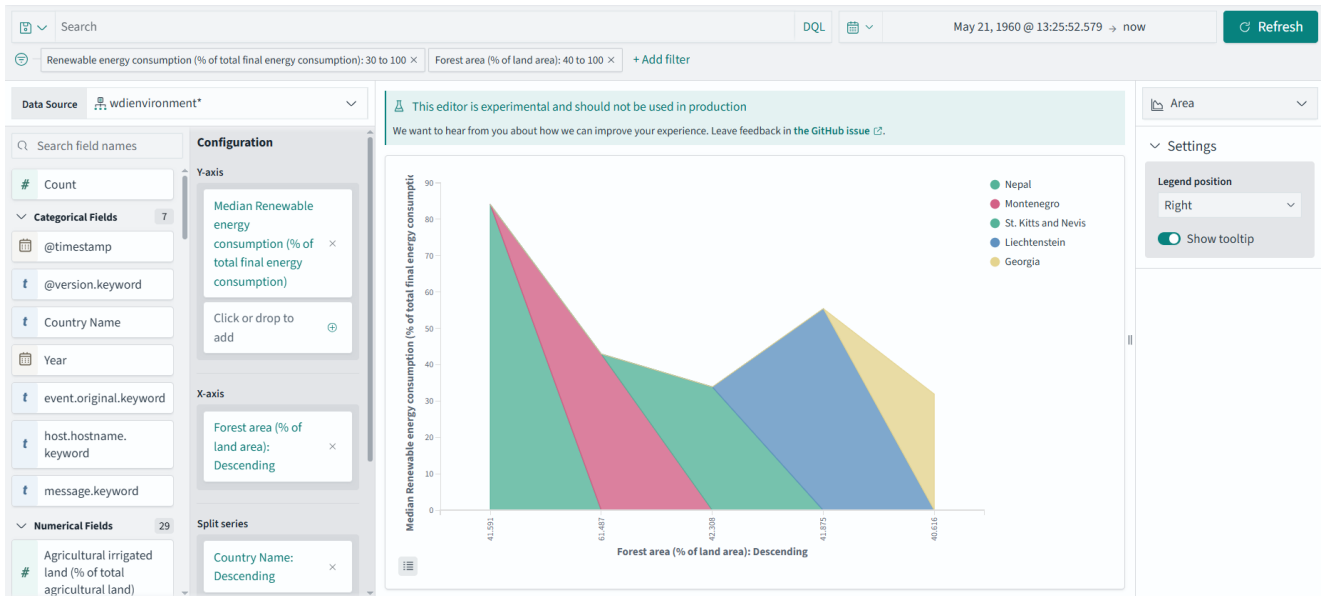 Search
DQL
May 21, 1960 @ 13:25:52.579 → now
Refresh
Renewable energy consumption (% of total final energy consumption): 30 to 100 ×
Forest area (% of land area): 40 to 100 ×
+ Add filter
Data Source
wdienvironment*
Search field names
Count
Categorical Fields
7
@timestamp
@version.keyword
Country Name
Year
event.original.keyword
host.hostname.
keyword
message.keyword
Numerical Fields
29
Agricultural irrigated
land (% of total
agricultural land)
Configuration
Y-axis
Median Renewable
energy
consumption (% of
total final energy
consumption)
Click or drop to
add
X-axis
Forest area (% of
land area):
Descending
Split series
Country Name:
Descending
This editor is experimental and should not be used in production
We want to hear from you about how we can improve your experience. Leave feedback in the GitHub issue.
Median Renewable energy consumption (% of total final energy consumptic
90
80
70
60
50
40
30
20
10
0
41.591
61.487
42.308
41.875
40.616
Forest area (% of land area): Descending
Nepal
Montenegro
St. Kitts and Nevis
Liechtenstein
Georgia
Area
Settings
Legend position
Right
Show tooltip